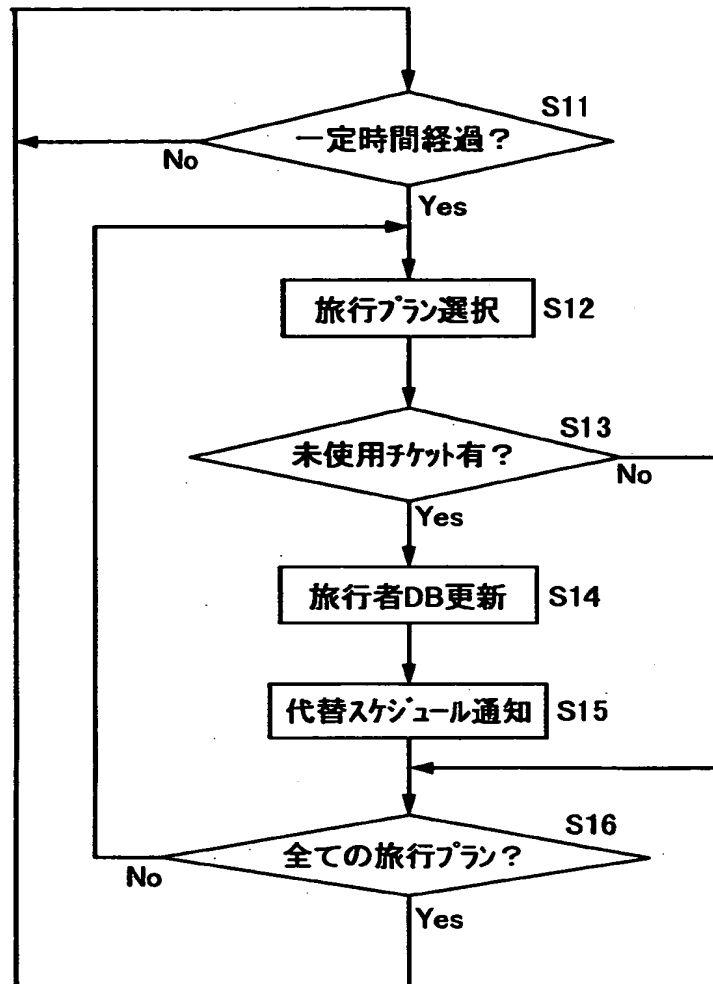 S11
一定時間経過？
No
Yes
旅行プラン選択
S12
S13
未使用チケット有？
No
Yes
旅行者DB更新
S14
代替スケジュール通知
S15
S16
全ての旅行プラン？
No
Yes